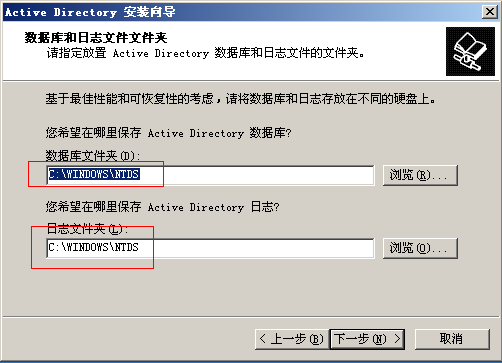 Active Directory 安装向导
数据库和日志文件文件夹
请指定放置 Active Directory 数据库和日志文件的文件夹。
基于最佳性能和可恢复性的考虑，请将数据库和日志存放在不同的硬盘上。
您希望在哪里保存 Active Directory 数据库?
数据库文件夹(D):
C:\WINDOWS\NTDS
浏览(R)...
您希望在哪里保存 Active Directory 日志?
日志文件夹(L):
C:\WINDOWS\NTDS
浏览(O)...
< 上一步(B) 下一步(N) > 取消